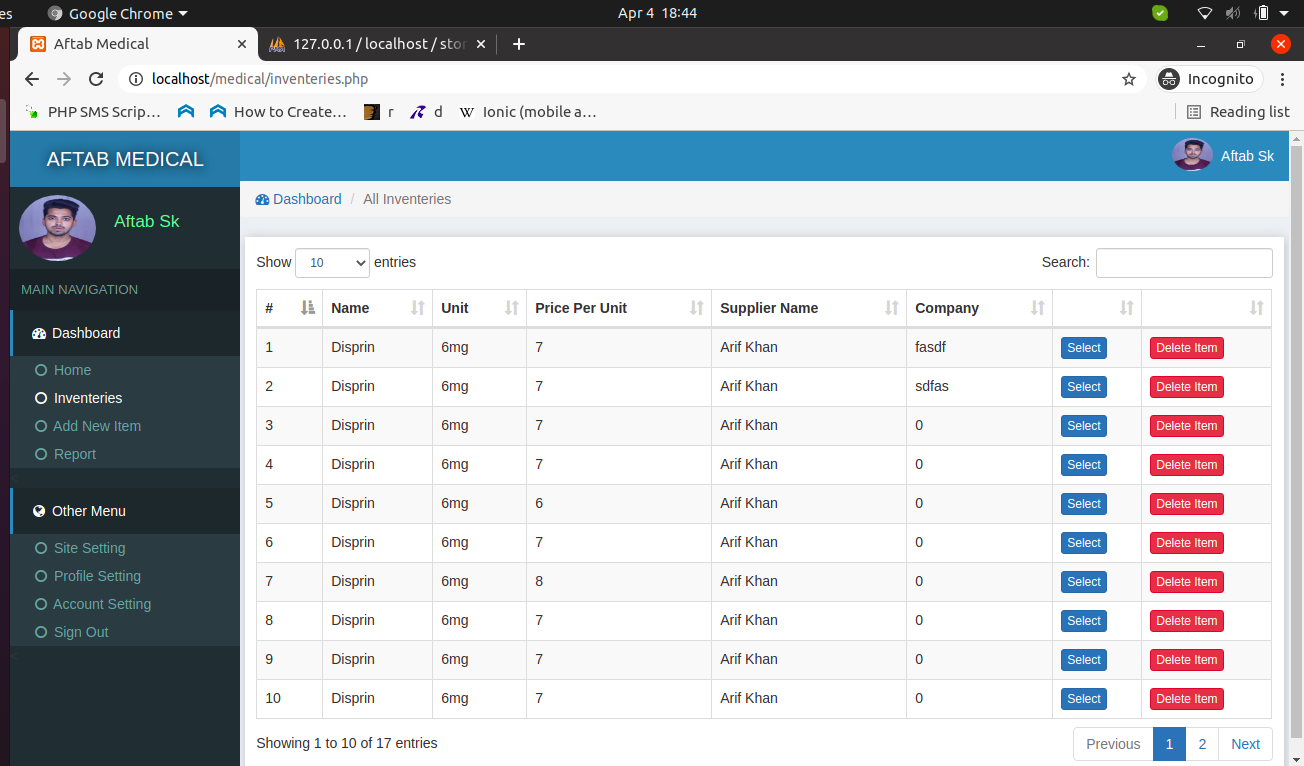 es Google Chrome Apr 4 18:44
Aftab Medical 127.0.0.1 / localhost / stor
localhost/medical/inventeries.php Incognito
PHP SMS Scrip… How to Create… r d W Ionic (mobile a… Reading list
AFTAB MEDICAL Aftab Sk
Aftab Sk
MAIN NAVIGATION
Dashboard
Home
Inventeries
Add New Item
Report
Other Menu
Site Setting
Profile Setting
Account Setting
Sign Out
Dashboard / All Inventeries
Show 10 entries Search:
# Name Unit Price Per Unit Supplier Name Company
1 Disprin 6mg 7 Arif Khan fasdf Select Delete Item
2 Disprin 6mg 7 Arif Khan sdfas Select Delete Item
3 Disprin 6mg 7 Arif Khan 0 Select Delete Item
4 Disprin 6mg 7 Arif Khan 0 Select Delete Item
5 Disprin 6mg 6 Arif Khan 0 Select Delete Item
6 Disprin 6mg 7 Arif Khan 0 Select Delete Item
7 Disprin 6mg 8 Arif Khan 0 Select Delete Item
8 Disprin 6mg 7 Arif Khan 0 Select Delete Item
9 Disprin 6mg 7 Arif Khan 0 Select Delete Item
10 Disprin 6mg 7 Arif Khan 0 Select Delete Item
Showing 1 to 10 of 17 entries Previous 1 2 Next